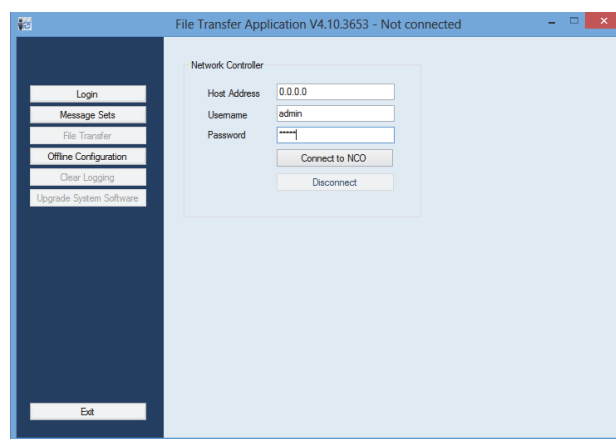 File Transfer Application V4.10.3653 - Not connected
Network Controller
Login
Host Address 0.0.0.0
Message Sets
Username admin
File Transfer
Password *****
Offline Configuration
Connect to NCO
Clear Logging
Disconnect
Upgrade System Software
Exit